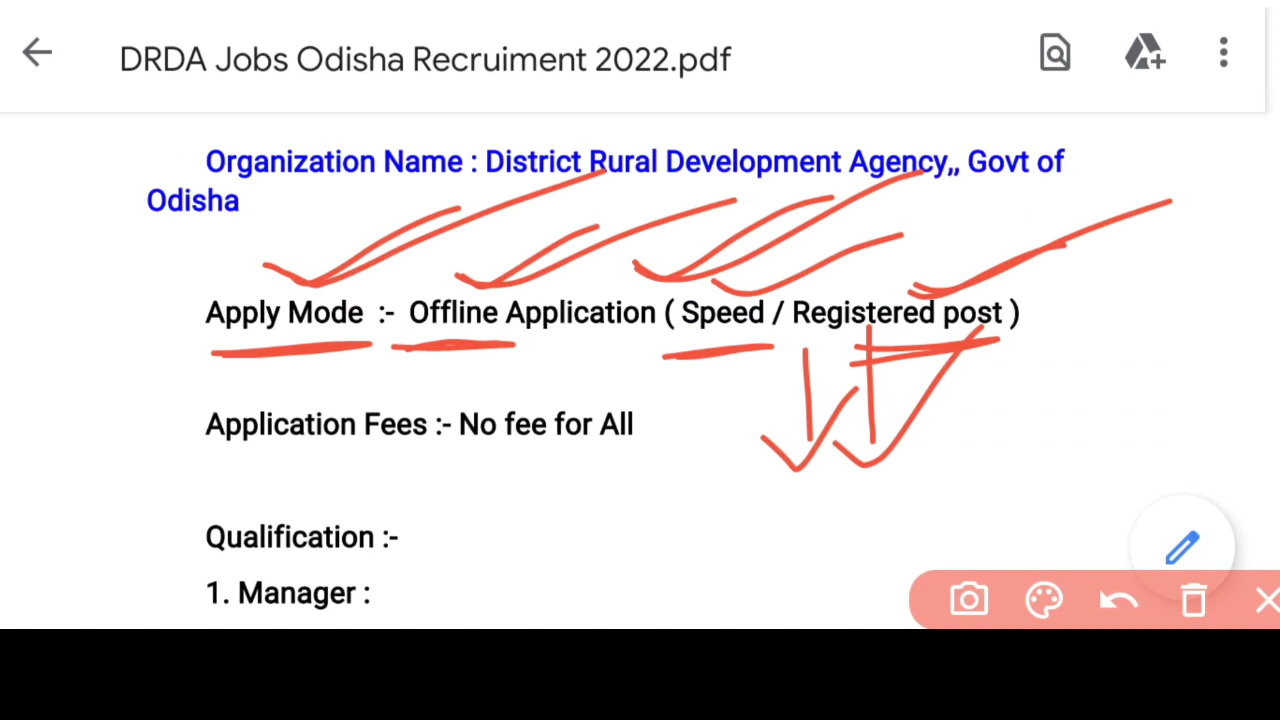 DRDA Jobs Odisha Recruiment 2022.pdf
Organization Name : District Rural Development Agency,, Govt of
Odisha
Apply Mode :- Offline Application ( Speed / Registered post )
Application Fees :- No fee for All
Qualification :-
1. Manager :